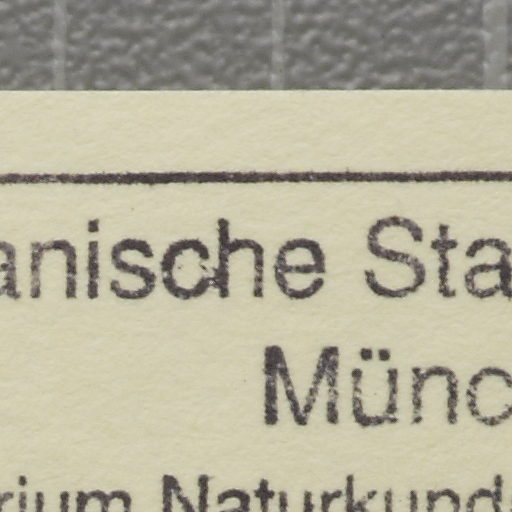 anische Sta
Münc
rium Naturkund